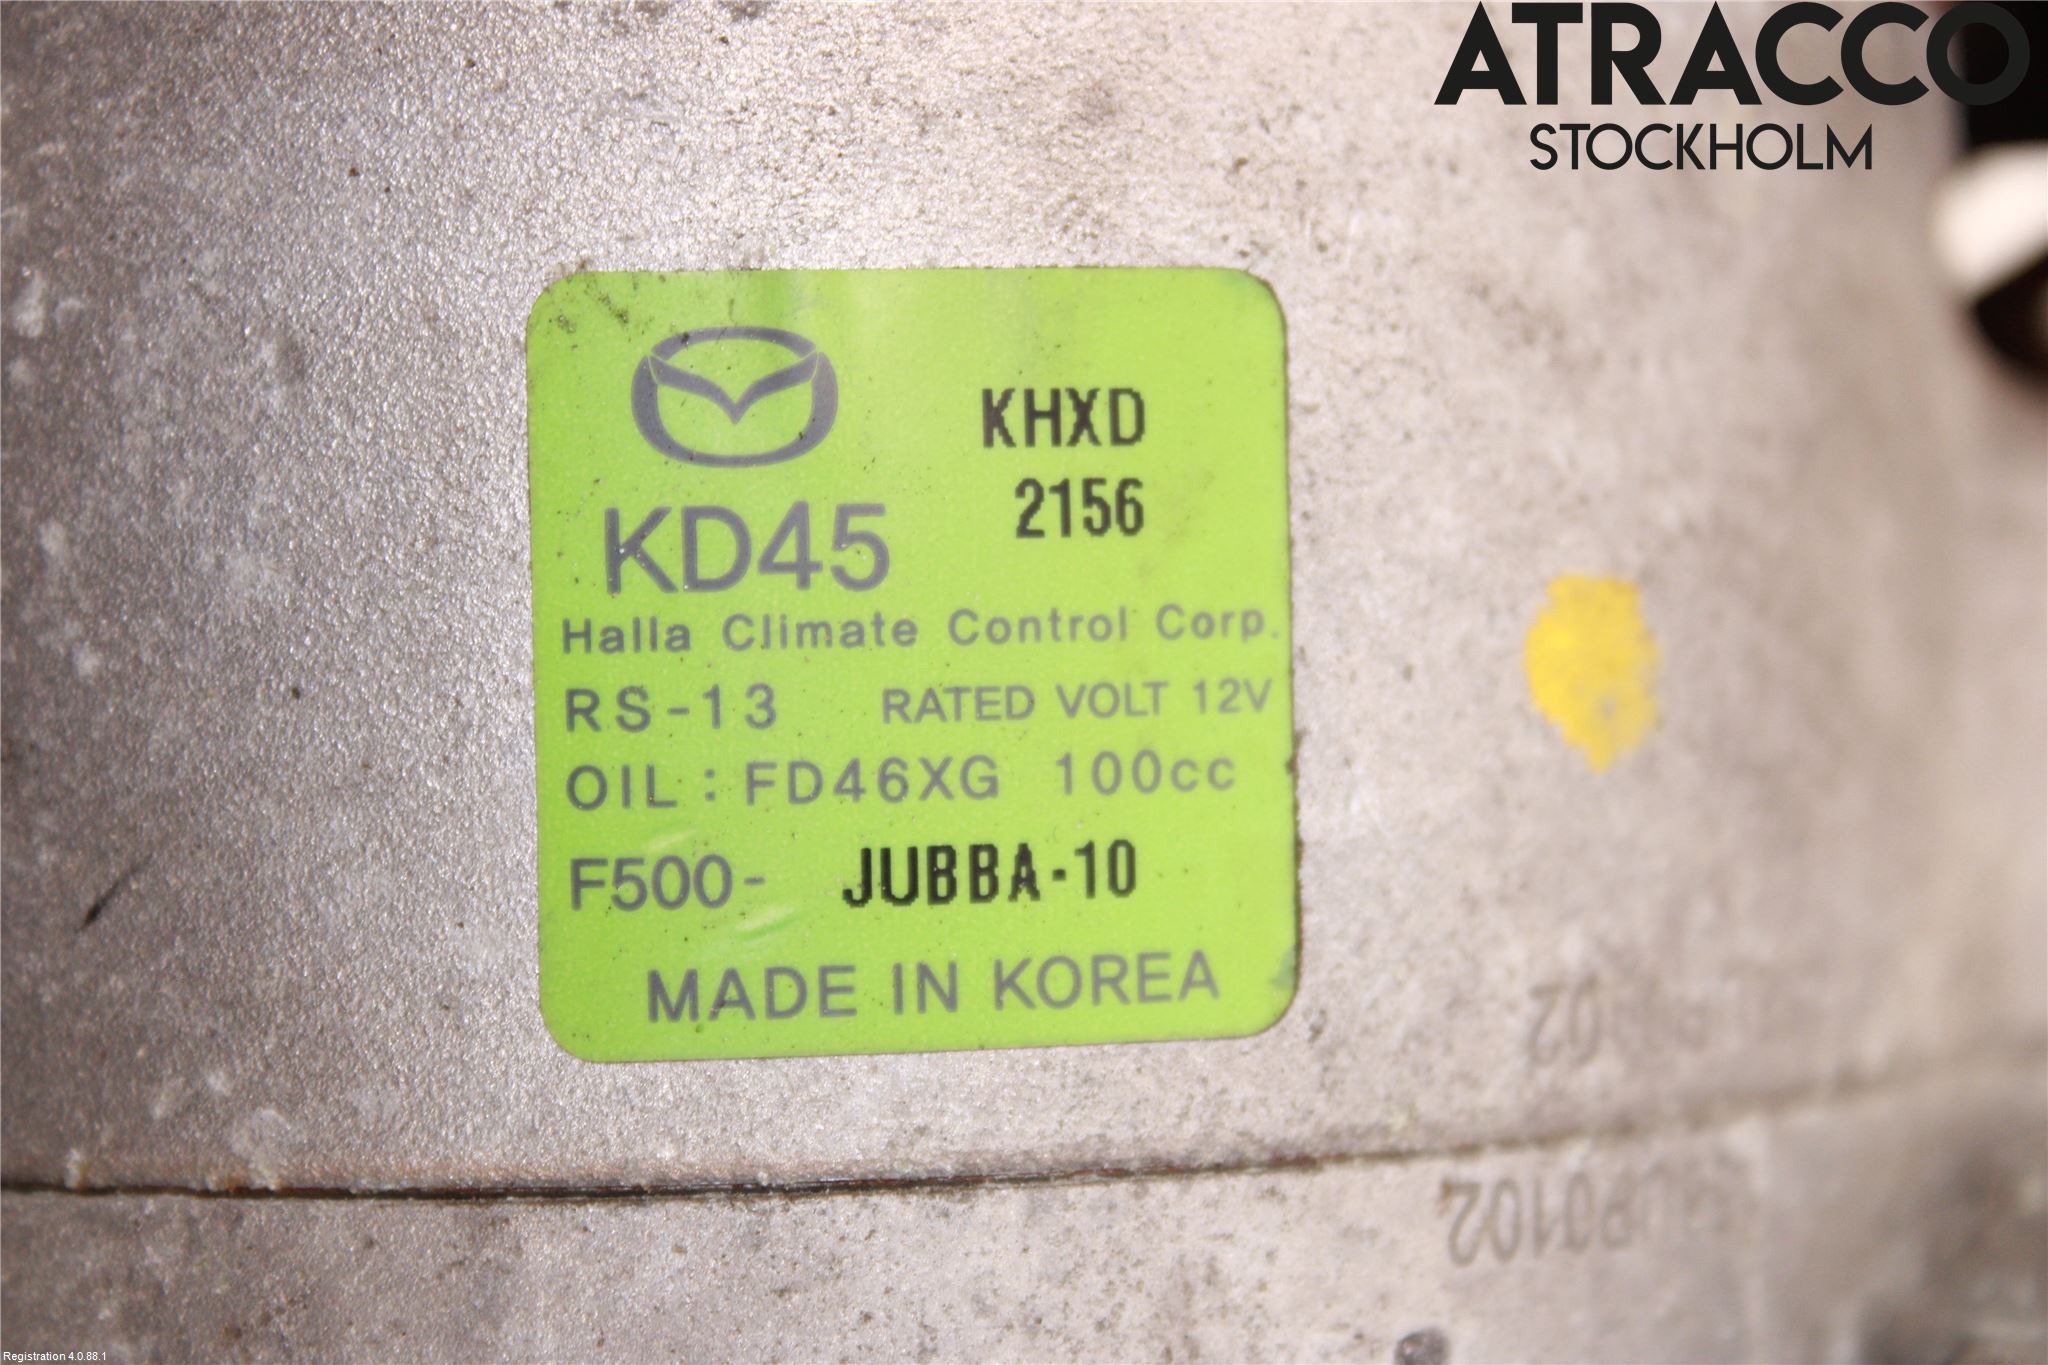 ATRACCO
STOCKHOLM
KHXD
2156
KD45
Halla Climate Control Corp.
RS-13 RATED VOLT 12V
OIL: FD46XG 100cc
F500- JUBBA-10
MADE IN KOREA
Registration 4.0.88.1